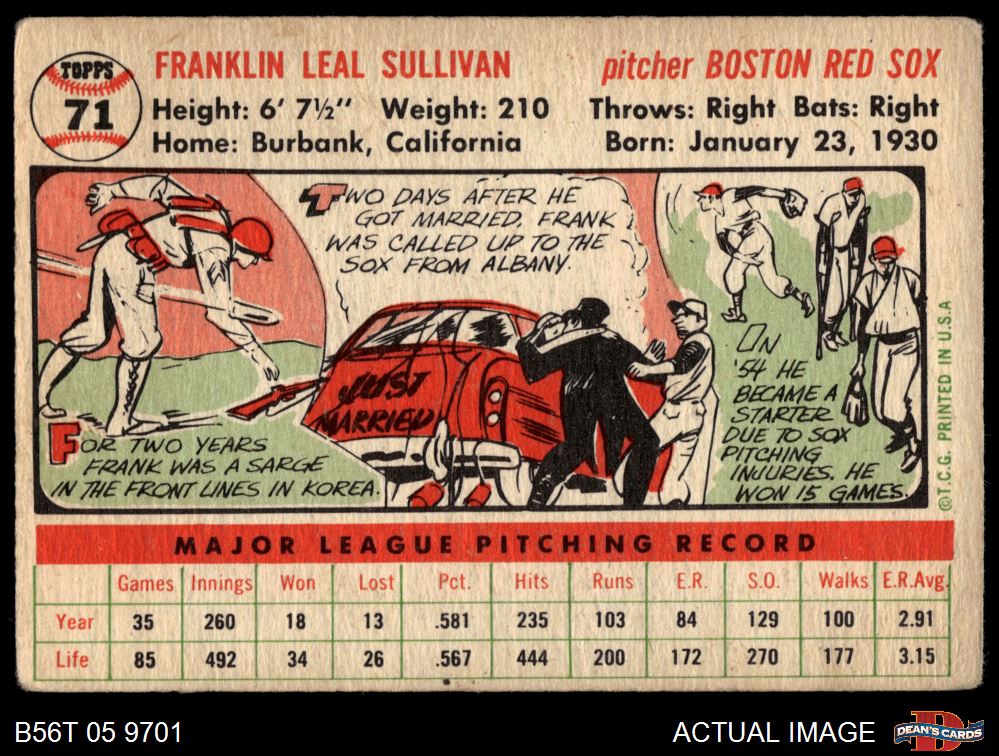 TOPPS
71
FRANKLIN LEAL SULLIVAN
pitcher BOSTON RED SOX
Height: 6' 7½" Weight: 210
Throws: Right Bats: Right
Home: Burbank, California
Born: January 23, 1930
TWO DAYS AFTER HE
GOT MARRIED, FRANK
WAS CALLED UP TO THE
SOX FROM ALBANY.
JUST
MARRIED
FOR TWO YEARS
FRANK WAS A SARGE
IN THE FRONT LINES IN KOREA.
IN
'54 HE
BECAME A
STARTER
DUE TO SOX
PITCHING
INJURIES. HE
WON 15 GAMES.
©T.C.G. PRINTED IN U.S.A
MAJOR LEAGUE PITCHING RECORD
Games Innings Won Lost Pct. Hits Runs E.R. S.O. Walks E.R.Avg.
Year 35 260 18 13 .581 235 103 84 129 100 2.91
Life 85 492 34 26 .567 444 200 172 270 177 3.15
B56T 05 9701
ACTUAL IMAGE
DEAN'S CARDS